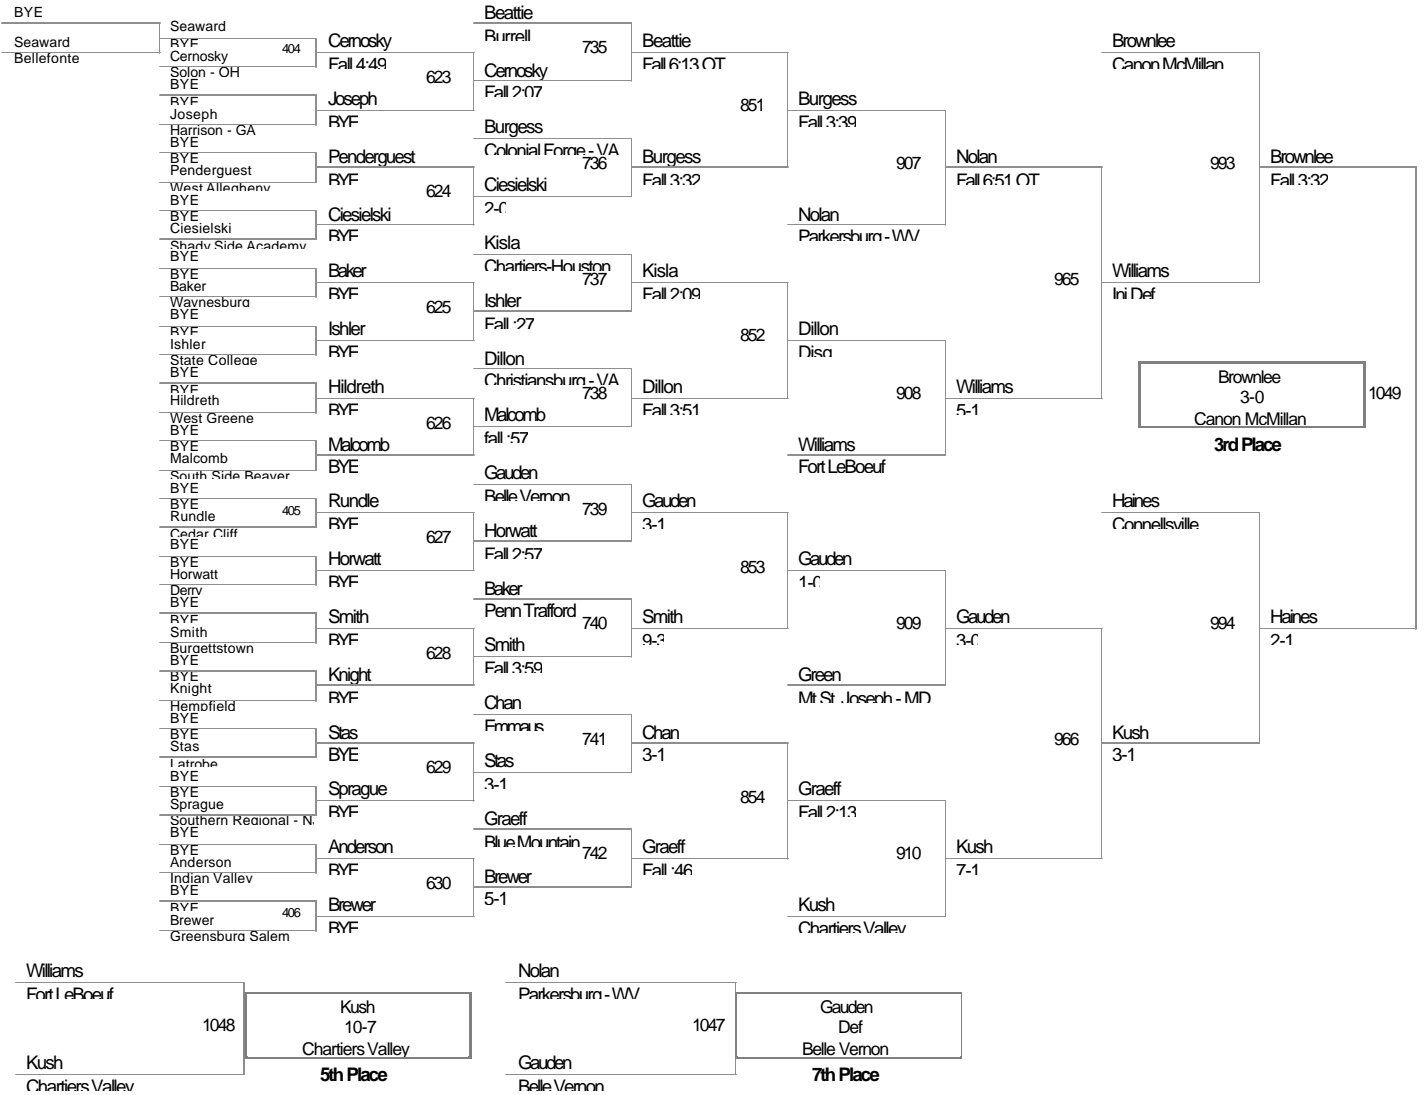 BYE
Seaward
Bellefonte
Seaward
BYE
404
Cernosky
Solon - OH
BYE
BYE
Joseph
Harrison - GA
BYE
BYE
Penderguest
West Allegheny
BYE
BYE
Ciesielski
Shady Side Academy
BYE
BYE
Baker
Waynesburg
BYE
BYE
Ishler
State College
BYE
BYE
Hildreth
West Greene
BYE
BYE
Malcomb
South Side Beaver
BYE
BYE
405
Rundle
Cedar Cliff
BYE
BYE
Horwatt
Derry
BYE
BYE
Smith
Burgettstown
BYE
BYE
Knight
Hempfield
BYE
BYE
Stas
Latrobe
BYE
BYE
Sprague
Southern Regional - N
BYE
BYE
Anderson
Indian Valley
BYE
BYE
406
Brewer
Greensburg Salem
Cernosky
Fall 4:49
623
Joseph
BYE
Penderguest
BYE
624
Ciesielski
BYE
Baker
BYE
625
Ishler
BYE
Hildreth
BYE
626
Malcomb
BYE
Rundle
BYE
627
Horwatt
BYE
Smith
BYE
628
Knight
BYE
Stas
BYE
629
Sprague
BYE
Anderson
BYE
630
Brewer
BYE
Beattie
Burrell
735
Cernosky
Fall 2:07
Burgess
Colonial Forge - VA
736
Ciesielski
2-0
Kisla
Chartiers-Houston
737
Ishler
Fall :27
Dillon
Christiansburg - VA
738
Malcomb
fall :57
Gauden
Belle Vernon
739
Horwatt
Fall 2:57
Baker
Penn Trafford
740
Smith
Fall 3:59
Chan
Emmaus
741
Stas
3-1
Graeff
Blue Mountain
742
Brewer
5-1
Beattie
Fall 6:13 OT
851
Burgess
Fall 3:32
Kisla
Fall 2:09
852
Dillon
Fall 3:51
Gauden
3-1
853
Smith
9-3
Chan
3-1
854
Graeff
Fall :46
Burgess
Fall 3:39
907
Nolan
Parkersburg - WV
Dillon
Disq
908
Williams
Fort LeBoeuf
Gauden
1-0
909
Green
Mt St. Joseph - MD
Graeff
Fall 2:13
910
Kush
Chartiers Valley
Nolan
Fall 6:51 OT
965
Williams
5-1
Gauden
3-0
966
Kush
7-1
Brownlee
Canon McMillan
993
Williams
Inj Def
Haines
Connellsville
994
Kush
3-1
Brownlee
Fall 3:32
Haines
2-1
Brownlee
3-0
Canon McMillan
1049
3rd Place
Williams
Fort LeBoeuf
1048
Kush
Chartiers Valley
Kush
10-7
Chartiers Valley
5th Place
Nolan
Parkersburg - WV
1047
Gauden
Belle Vernon
Gauden
Def
Belle Vernon
7th Place